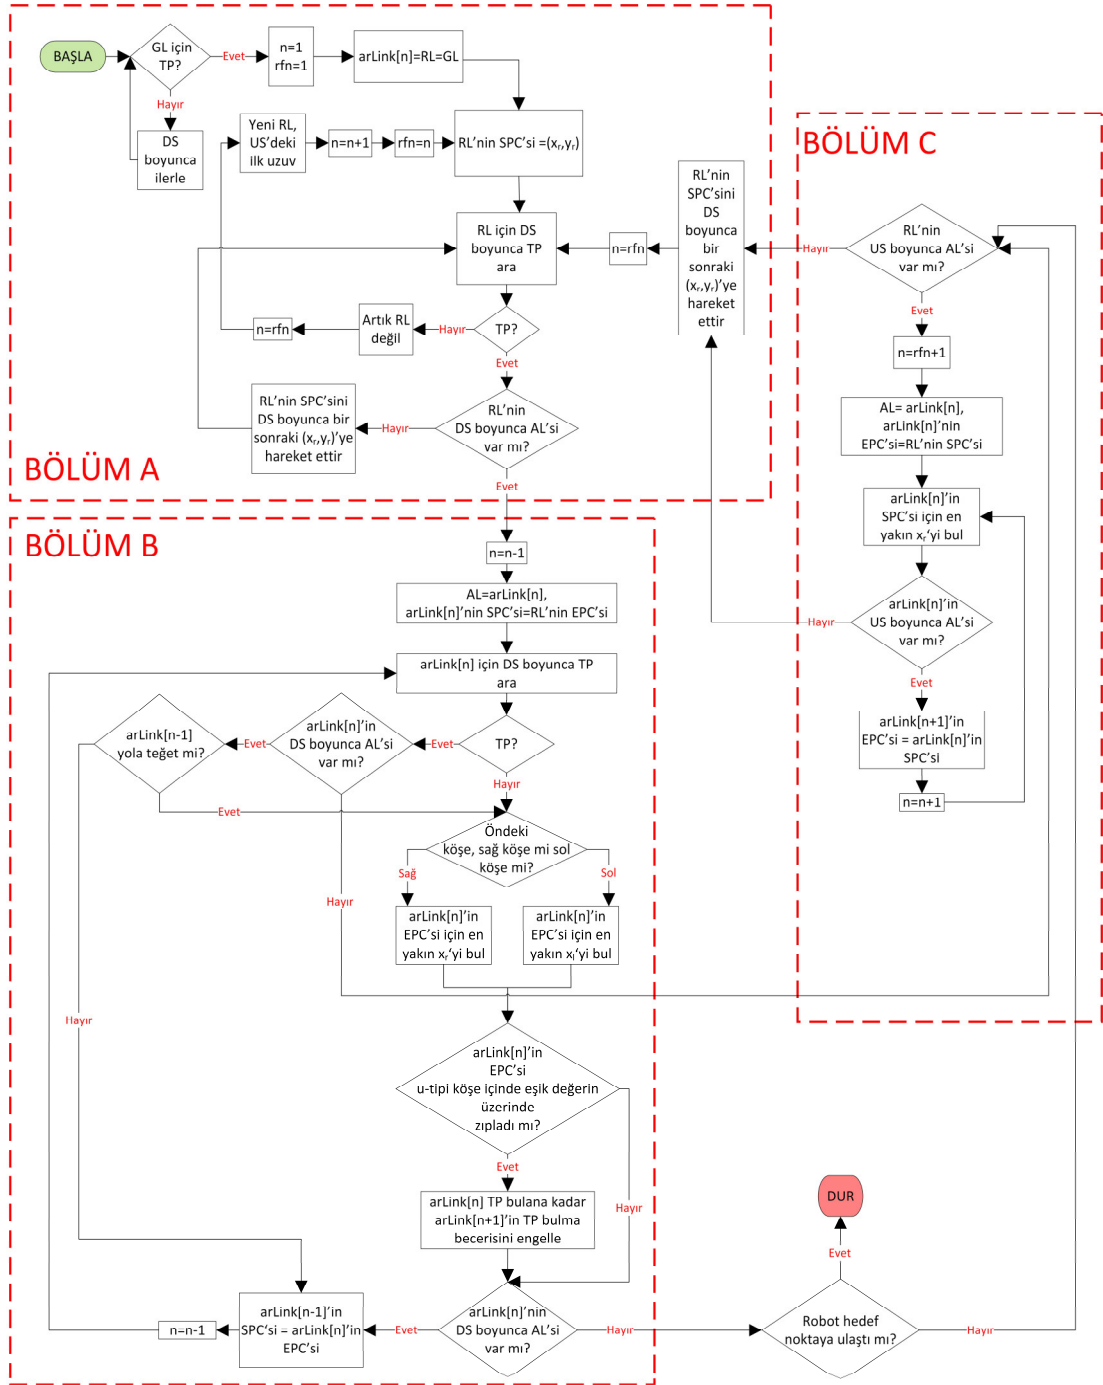 BAŞLA
GL için
TP?
Evet
n=1
rfn=1
arLink[n]=RL=GL
Hayır
DS
boyunca
ilerle
Yeni RL,
US'deki
ilk uzuv
n=n+1
rfn=n
RL'nin SPC'si =(xᵣ,yᵣ)
RL için DS
boyunca TP
ara
n=rfn
RL'nin
SPC'sini
DS
boyunca
bir
sonraki
(xᵣ,yᵣ)'ye
hareket
ettir
TP?
Hayır
Artık RL
değil
n=rfn
Evet
RL'nin
DS boyunca AL'si
var mı?
Hayır
RL'nin SPC'sini
DS boyunca bir
sonraki (xᵣ,yᵣ)'ye
hareket ettir
BÖLÜM A
Evet
BÖLÜM B
n=n-1
AL=arLink[n],
arLink[n]'nin SPC'si=RL'nin EPC'si
arLink[n] için DS boyunca TP
ara
TP?
Evet
arLink[n]'in
DS boyunca AL'si
var mı?
Evet
arLink[n-1]
yola teğet mi?
Evet
Hayır
Öndeki
köşe, sağ köşe mi sol
köşe mi?
Sağ
Sol
Hayır
arLink[n]'in
EPC'si için en
yakın xᵣ'yi bul
arLink[n]'in
EPC'si için en
yakın xₗ'yi bul
Hayır
arLink[n]'in
EPC'si
u-tipi köşe içinde eşik değerin
üzerinde
zıpladı mı?
Evet
Hayır
arLink[n] TP bulana kadar
arLink[n+1]'in TP bulma
becerisini engelle
arLink[n]'nin
DS boyunca AL'si
var mı?
Evet
arLink[n-1]'in
SPC'si = arLink[n]'in
EPC'si
n=n-1
Hayır
Robot hedef
noktaya ulaştı mı?
Evet
DUR
Hayır
BÖLÜM C
RL'nin
US boyunca AL'si
var mı?
Hayır
Evet
n=rfn+1
AL= arLink[n],
arLink[n]'nin
EPC'si=RL'nin SPC'si
arLink[n]'in
SPC'si için en
yakın xᵣ'yi bul
arLink[n]'in
US boyunca AL'si
var mı?
Hayır
Evet
arLink[n+1]'in
EPC'si = arLink[n]'in
SPC'si
n=n+1